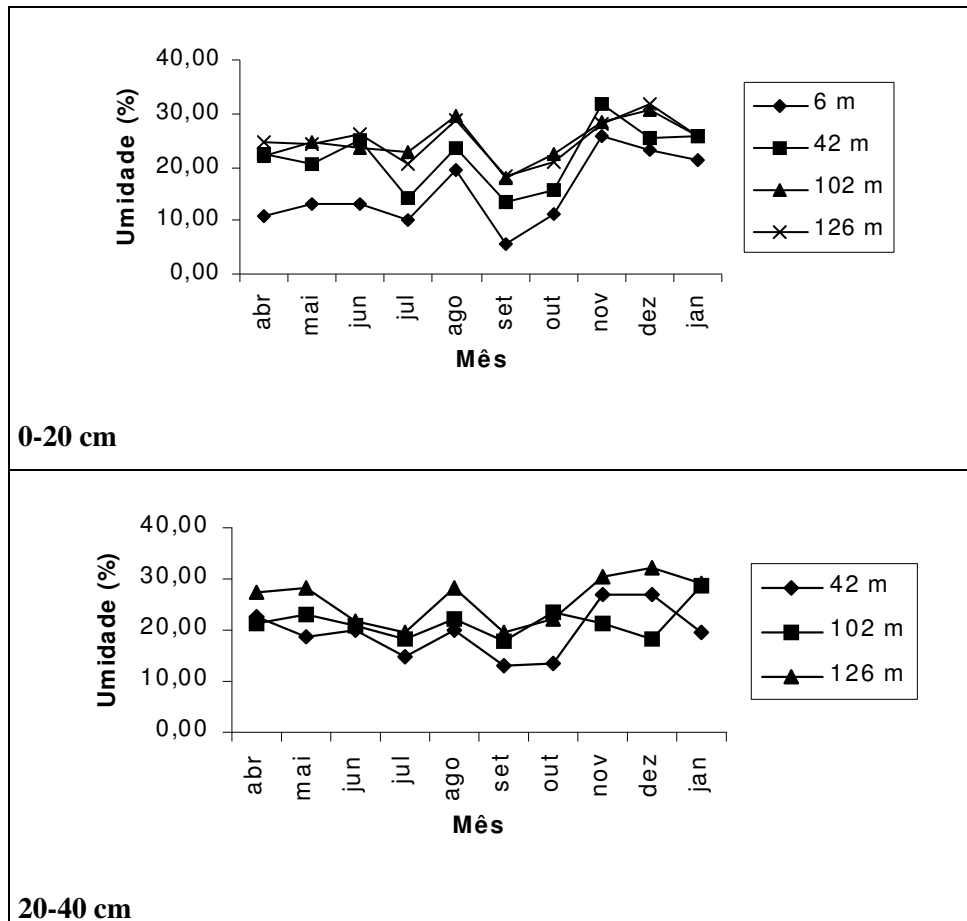 40,00
30,00
20,00
10,00
0,00
Umidade (%)
abr
mai
jun
jul
ago
set
out
nov
dez
jan
Mês
6 m
42 m
102 m
126 m
0-20 cm
40,00
30,00
20,00
10,00
0,00
Umidade (%)
abr
mai
jun
jul
ago
set
out
nov
dez
jan
Mês
42 m
102 m
126 m
20-40 cm